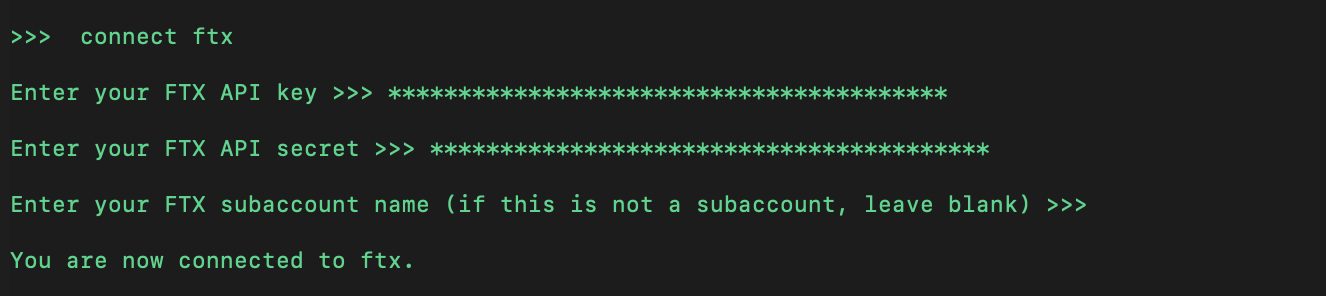 >>>  connect ftx
Enter your FTX API key >>> ****************************************
Enter your FTX API secret >>> ****************************************
Enter your FTX subaccount name (if this is not a subaccount, leave blank) >>>
You are now connected to ftx.